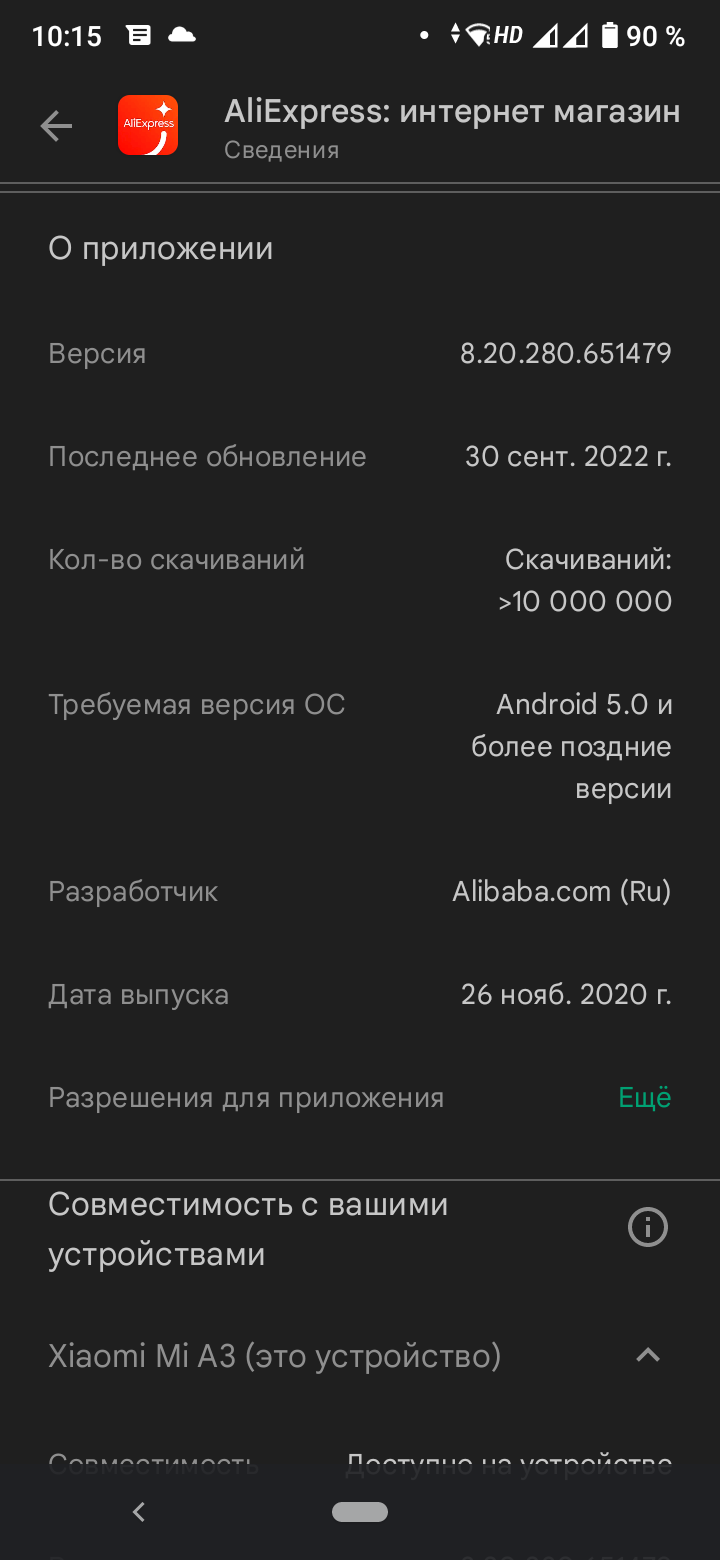 10:15 HD 90 %
AliExpress
AliExpress: интернет магазин
Сведения
О приложении
Версия 8.20.280.651479
Последнее обновление 30 сент. 2022 г.
Кол-во скачиваний Скачиваний:
>10 000 000
Требуемая версия ОС Android 5.0 и
более поздние
версии
Разработчик Alibaba.com (Ru)
Дата выпуска 26 нояб. 2020 г.
Разрешения для приложения Ещё
Совместимость с вашими
устройствами
Xiaomi Mi A3 (это устройство)
Совместимость Доступно на устройстве